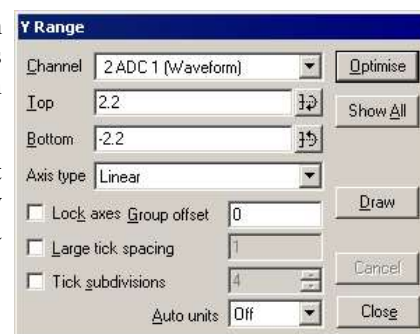 Y Range
Channel 2 ADC 1 (Waveform) Optimise
Top 2.2 Show All
Bottom -2.2
Axis type Linear
Lock axes Group offset 0 Draw
Large tick spacing 1
Tick subdivisions 4 Cancel
Auto units Off Close